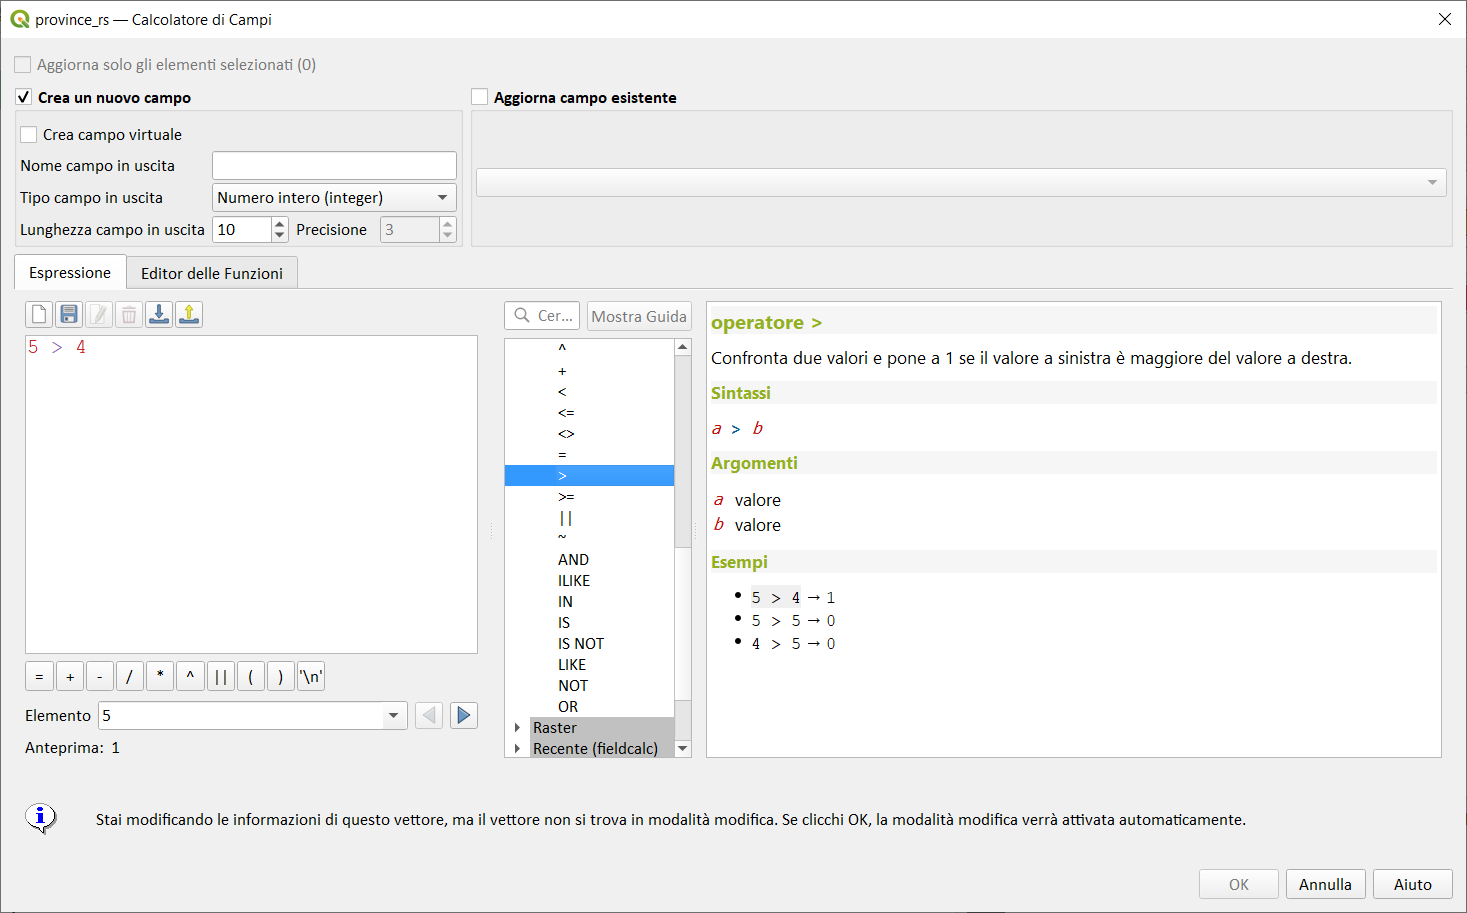 province_rs — Calcolatore di Campi
Aggiorna solo gli elementi selezionati (0)
Crea un nuovo campo
Aggiorna campo esistente
Crea campo virtuale
Nome campo in uscita
Tipo campo in uscita Numero intero (integer)
Lunghezza campo in uscita 10 Precisione 3
Espressione Editor delle Funzioni
5 > 4
= + - / * ^ || ( ) '\n'
Elemento 5
Anteprima: 1
Cer... Mostra Guida
^
+
<
<=
<>
=
>
>=
||
~
AND
ILIKE
IN
IS
IS NOT
LIKE
NOT
OR
Raster
Recente (fieldcalc)
operatore >
Confronta due valori e pone a 1 se il valore a sinistra è maggiore del valore a destra.
Sintassi
a > b
Argomenti
a valore
b valore
Esempi
• 5 > 4 → 1
• 5 > 5 → 0
• 4 > 5 → 0
Stai modificando le informazioni di questo vettore, ma il vettore non si trova in modalità modifica. Se clicchi OK, la modalità modifica verrà attivata automaticamente.
OK Annulla Aiuto